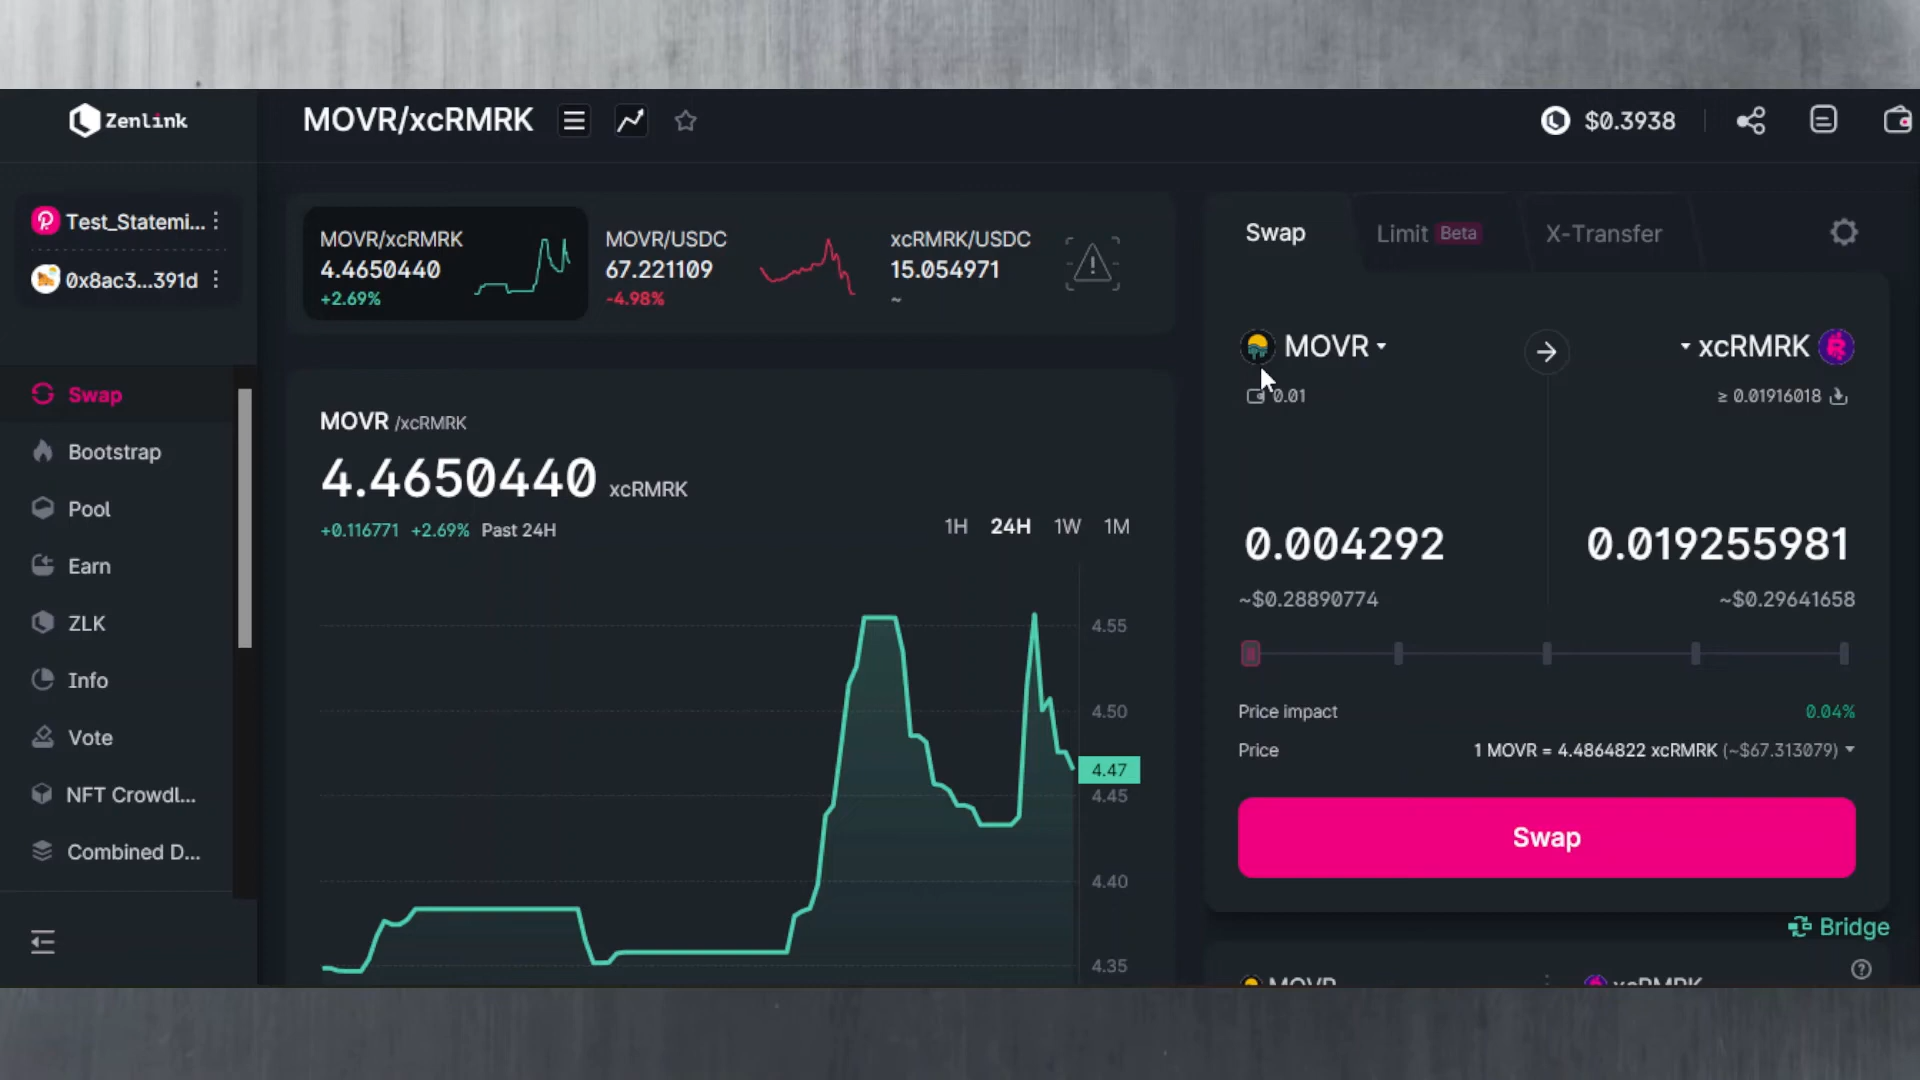 Zenlink
MOVR/xcRMRK
$0.3938
Test_Statemi...
0x8ac3...391d
Swap
Bootstrap
Pool
Earn
ZLK
Info
Vote
NFT Crowdl...
Combined D...
MOVR/xcRMRK
4.4650440
+2.69%
MOVR/USDC
67.221109
-4.98%
xcRMRK/USDC
15.054971
~
MOVR /xcRMRK
4.4650440 xcRMRK
+0.116771 +2.69% Past 24H
1H 24H 1W 1M
4.55
4.50
4.47
4.45
4.40
4.35
Swap
Limit Beta
X-Transfer
MOVR
xcRMRK
0.01
≥ 0.01916018
0.004292
0.019255981
~$0.28890774
~$0.29641658
Price impact 0.04%
Price 1 MOVR = 4.4864822 xcRMRK (~$67.313079)
Swap
Bridge
MOVR
xcRMRK